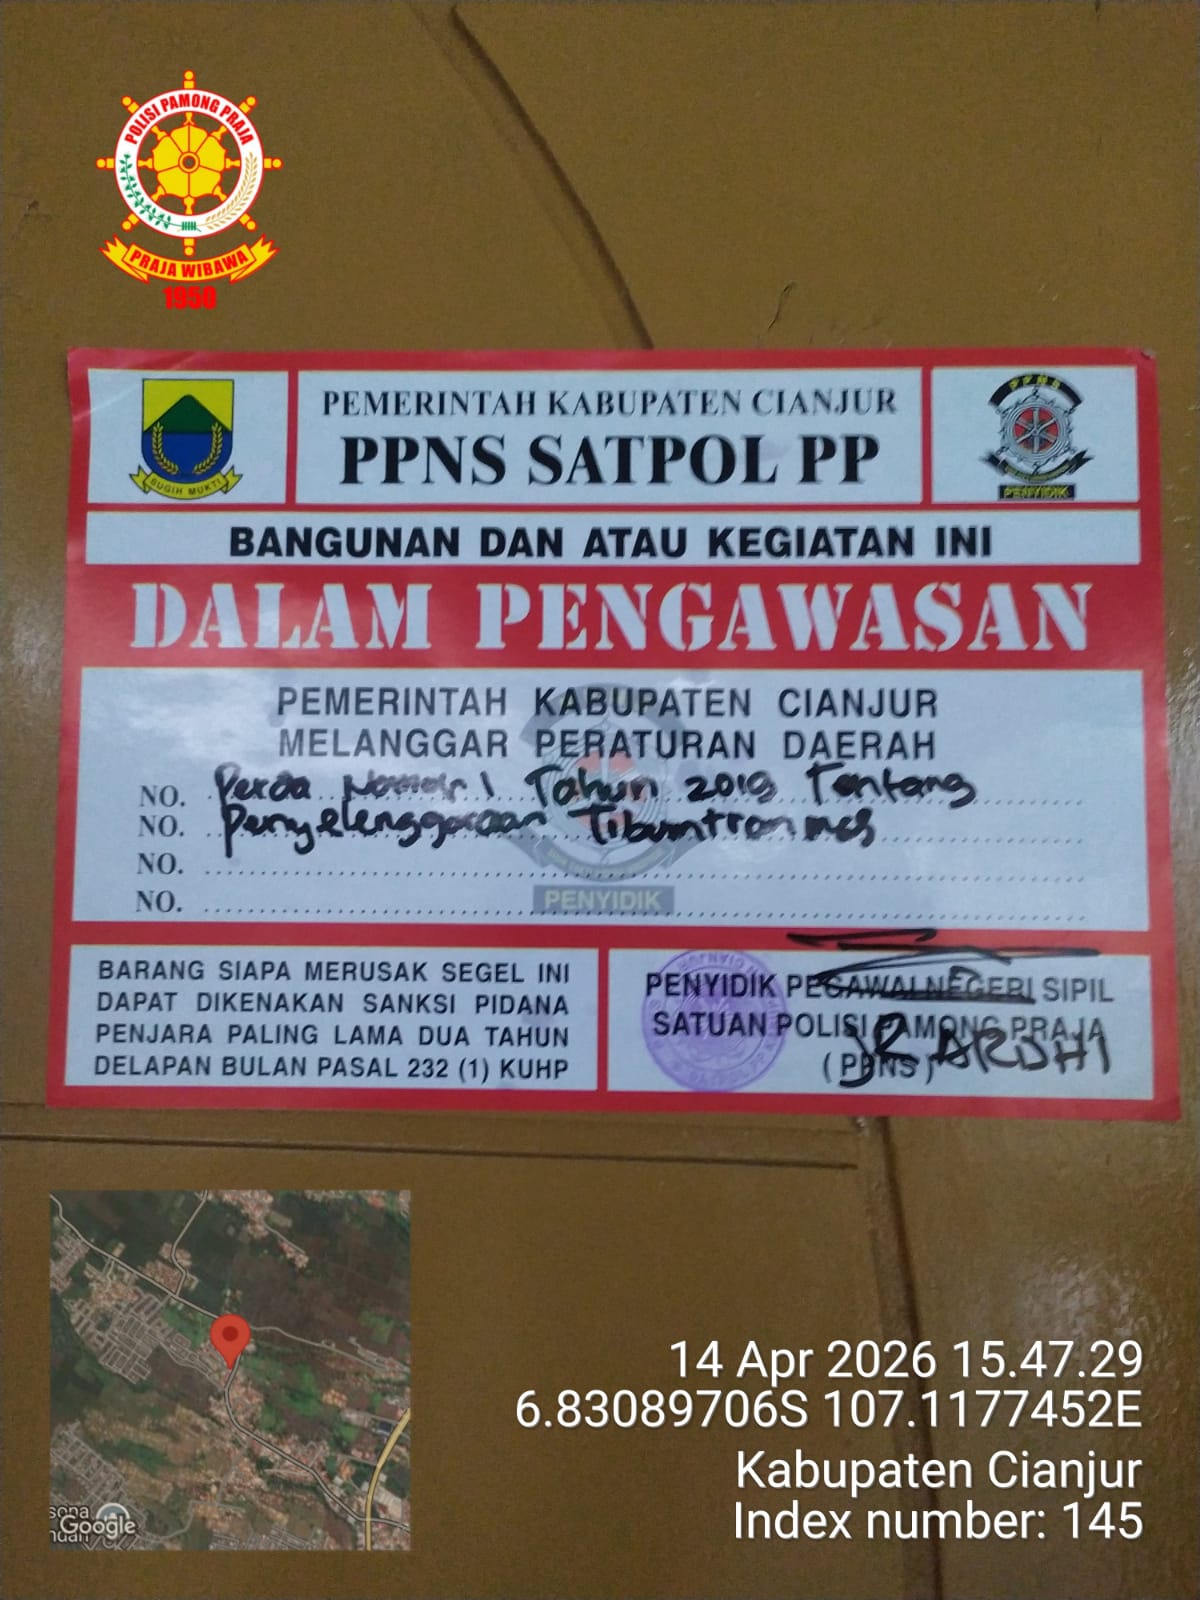 POLISI PAMONG PRAJA
PRAJA WIBAWA
1950
SUGIH MUKTI
PEMERINTAH KABUPATEN CIANJUR
PPNS SATPOL PP
PPNS
PENYIDIK
BANGUNAN DAN ATAU KEGIATAN INI
DALAM PENGAWASAN
PEMERINTAH KABUPATEN CIANJUR
MELANGGAR PERATURAN DAERAH
NO. Perda Nomor 1 Tahun 2019 Tentang
NO. Penyelenggaraan Tibumtranmas
NO.
NO.
PENYIDIK
BARANG SIAPA MERUSAK SEGEL INI
DAPAT DIKENAKAN SANKSI PIDANA
PENJARA PALING LAMA DUA TAHUN
DELAPAN BULAN PASAL 232 (1) KUHP
PENYIDIK PEGAWAI NEGERI SIPIL
SATUAN POLISI PAMONG PRAJA
(PPNS)
14 Apr 2026 15.47.29
6.83089706S 107.1177452E
Kabupaten Cianjur
Index number: 145
Google